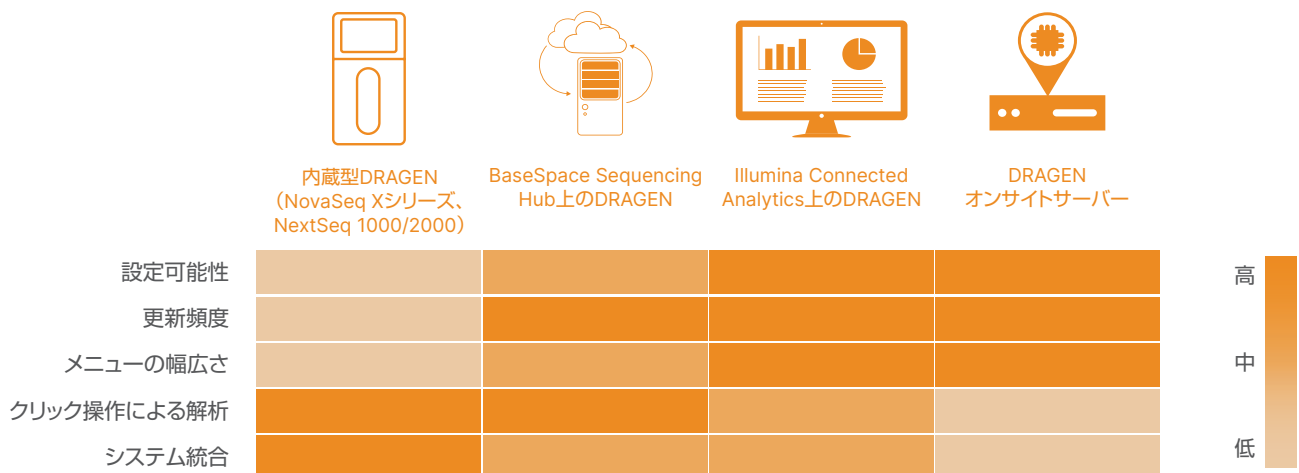 内蔵型DRAGEN
（NovaSeq Xシリーズ、
NextSeq 1000/2000）
BaseSpace Sequencing
Hub上のDRAGEN
Illumina Connected
Analytics上のDRAGEN
DRAGEN
オンサイトサーバー
設定可能性
更新頻度
メニューの幅広さ
クリック操作による解析
システム統合
高
中
低